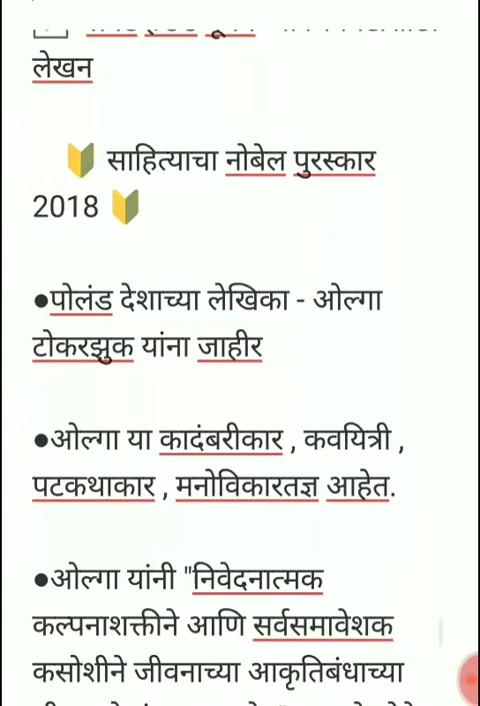 लेखन
🔰 साहित्याचा नोबेल पुरस्कार
2018 🔰
●पोलंड देशाच्या लेखिका - ओल्गा
टोकरझुक यांना जाहीर
●ओल्गा या कादंबरीकार , कवयित्री ,
पटकथाकार , मनोविकारतज्ञ आहेत.
●ओल्गा यांनी "निवेदनात्मक
कल्पनाशक्तीने आणि सर्वसमावेशक
कसोशीने जीवनाच्या आकृतिबंधाच्या